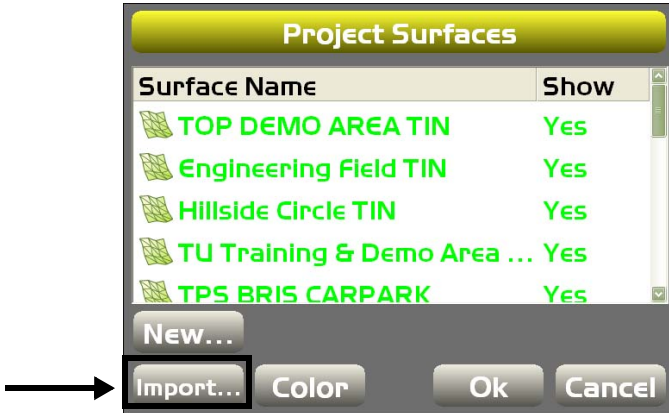 Project Surfaces
Surface Name Show
TOP DEMO AREA TIN Yes
Engineering Field TIN Yes
Hillside Circle TIN Yes
TU Training & Demo Area ... Yes
TPS BRIS CARPARK Yes
New...
Import... Color Ok Cancel